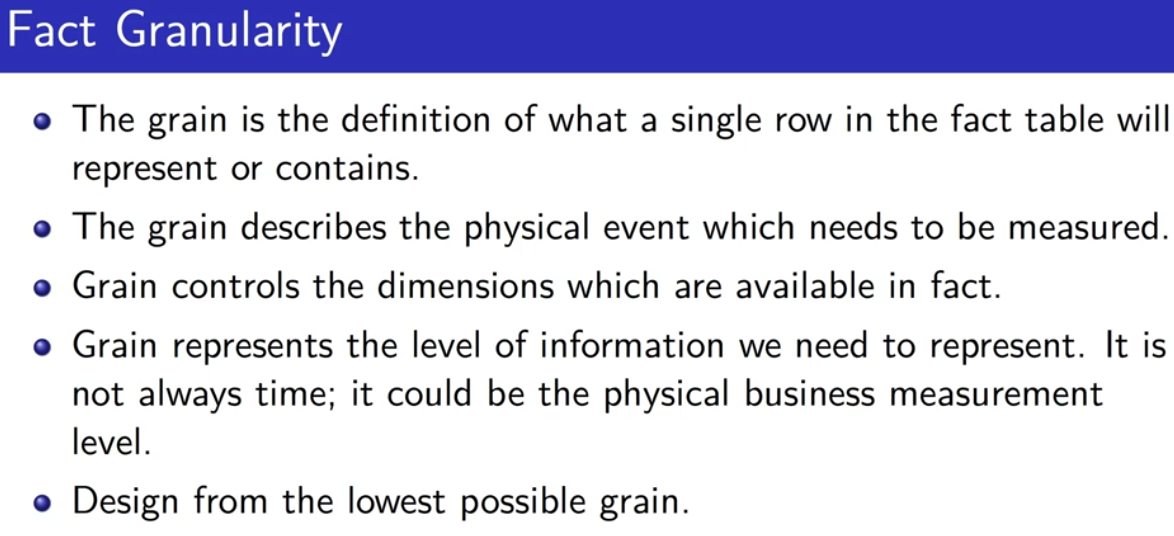 Fact Granularity
The grain is the definition of what a single row in the fact table will
represent or contains.
The grain describes the physical event which needs to be measured.
Grain controls the dimensions which are available in fact.
Grain represents the level of information we need to represent. It is
not always time; it could be the physical business measurement
level.
Design from the lowest possible grain.